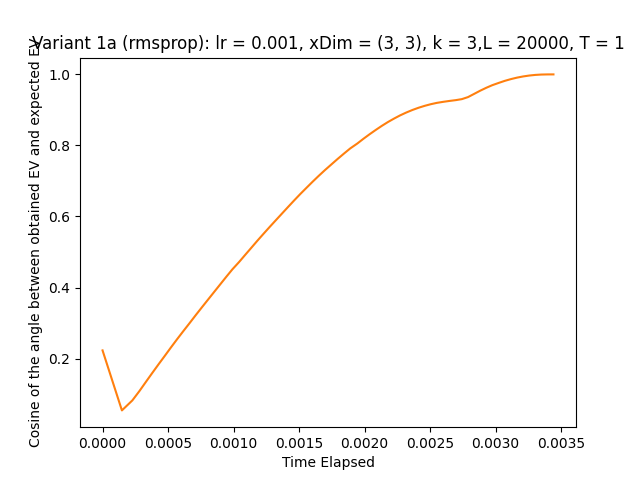 Variant 1a (rmsprop): lr = 0.001, xDim = (3, 3), k = 3,L = 20000, T = 1
Cosine of the angle between obtained EV and expected EV
1.0
0.8
0.6
0.4
0.2
0.0000 0.0005 0.0010 0.0015 0.0020 0.0025 0.0030 0.0035
Time Elapsed